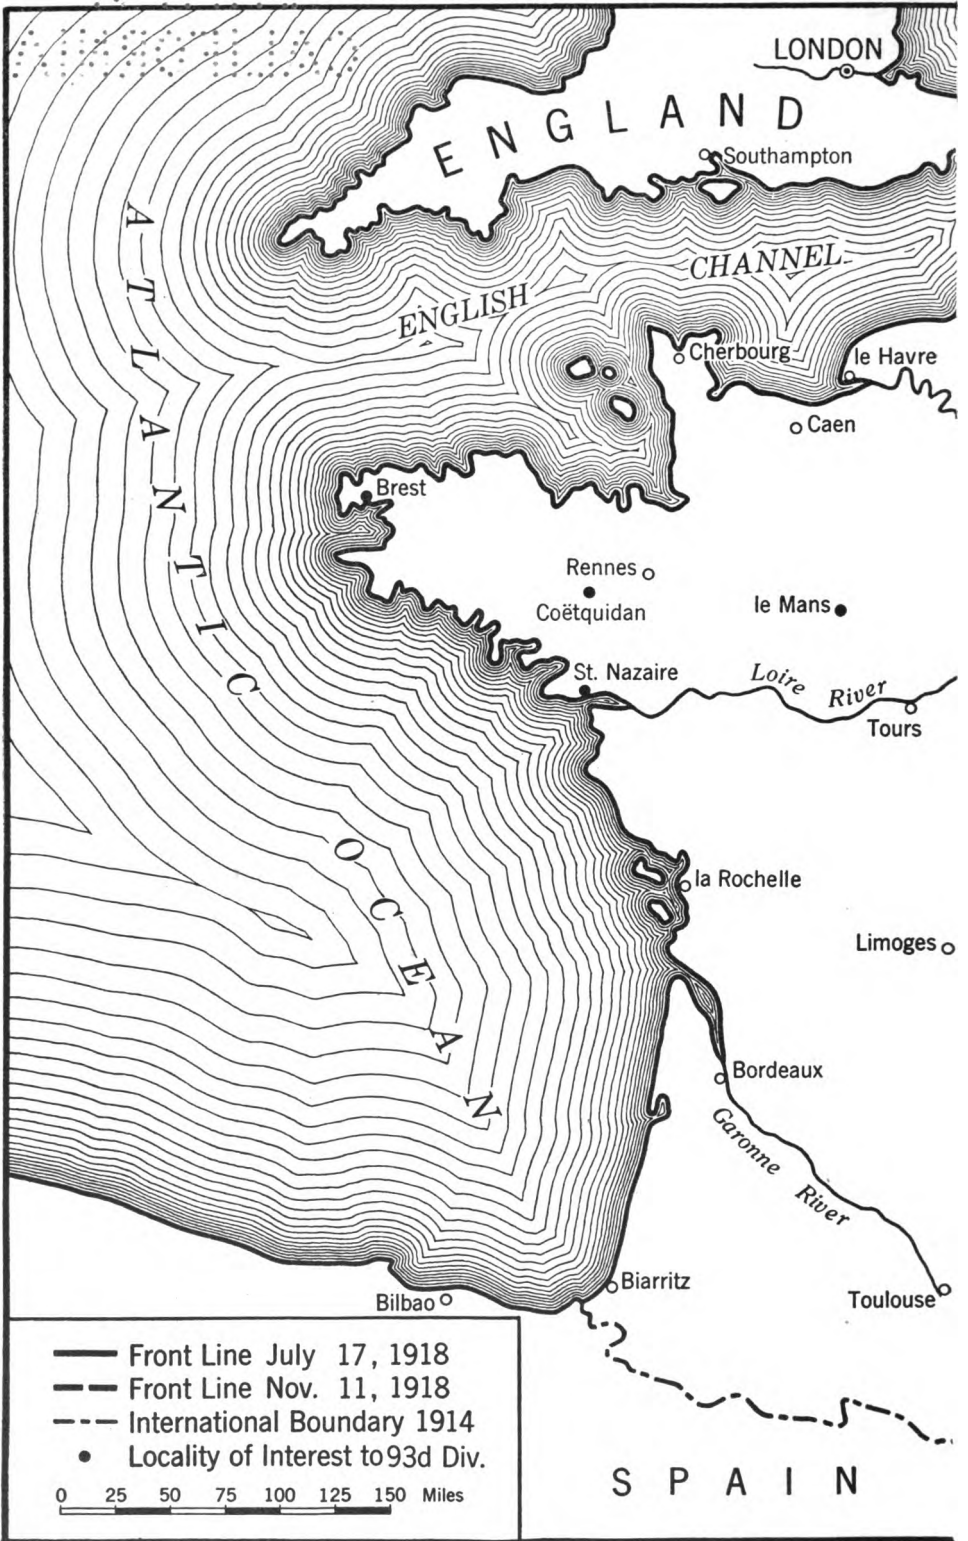 LONDON
ENGLAND
Southampton
ATLANTIC OCEAN
ENGLISH CHANNEL
Cherbourg
le Havre
Caen
Brest
Rennes
Coëtquidan
le Mans
St. Nazaire
Loire River
Tours
la Rochelle
Limoges
Bordeaux
Garonne River
Biarritz
Bilbao
Toulouse
Front Line July 17, 1918
Front Line Nov. 11, 1918
International Boundary 1914
Locality of Interest to 93d Div.
0 25 50 75 100 125 150 Miles
SPAIN